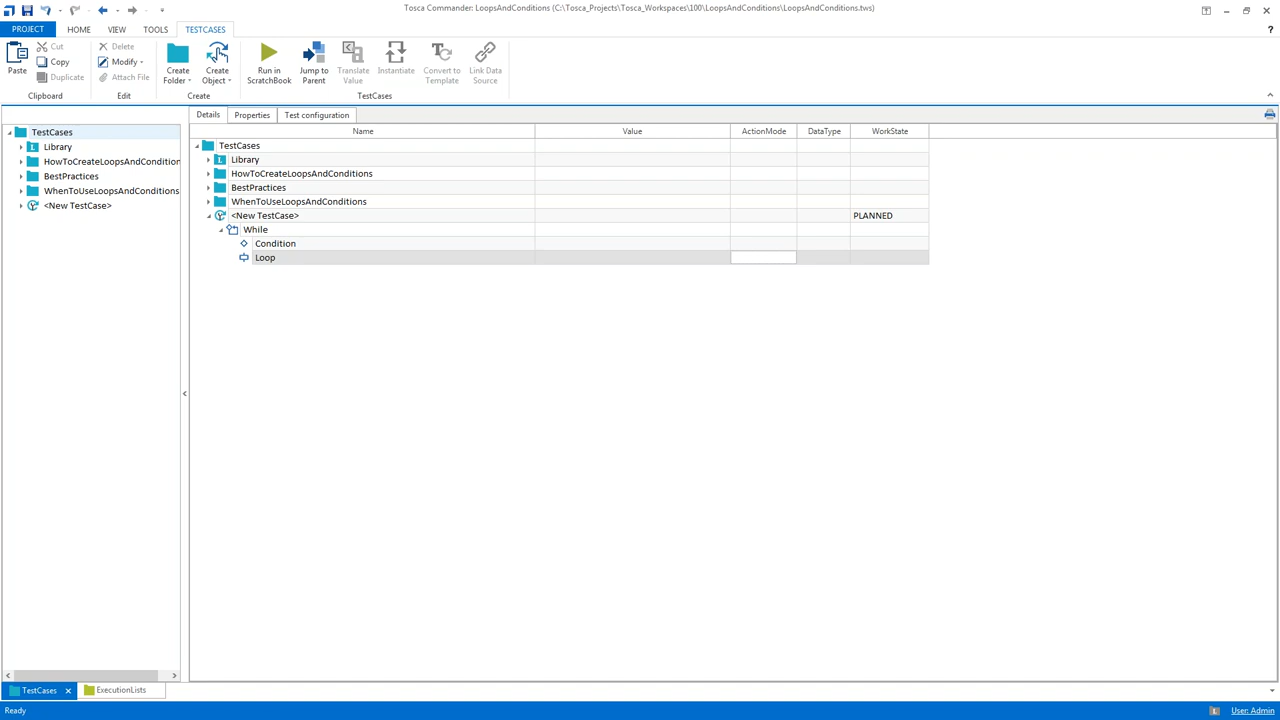 Tosca Commander: LoopsAndConditions (C:\Tosca_Projects\Tosca_Workspaces\100\LoopsAndConditions\LoopsAndConditions.tws)
PROJECT HOME VIEW TOOLS TESTCASES
?
Paste
Cut
Copy
Duplicate
Clipboard
Delete
Modify
Attach File
Edit
Create Folder
Create Object
Create
Run in ScratchBook
Jump to Parent
Translate Value
Instantiate
Convert to Template
Link Data Source
TestCases
TestCases
Library
HowToCreateLoopsAndCondition
BestPractices
WhenToUseLoopsAndConditions
<New TestCase>
Details Properties Test configuration
Name Value ActionMode DataType WorkState
TestCases
Library
HowToCreateLoopsAndConditions
BestPractices
WhenToUseLoopsAndConditions
<New TestCase> PLANNED
While
Condition
Loop
TestCases ExecutionLists
Ready
L User: Admin